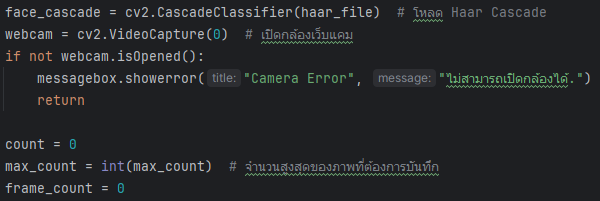 face_cascade = cv2.CascadeClassifier(haar_file)  # โหลด Haar Cascade
webcam = cv2.VideoCapture(0)  # เปิดกล้องเว็บแคม
if not webcam.isOpened():
    messagebox.showerror( title: "Camera Error", message: "ไม่สามารถเปิดกล้องได้.")
    return
count = 0
max_count = int(max_count)  # จำนวนสูงสุดของภาพที่ต้องการบันทึก
frame_count = 0